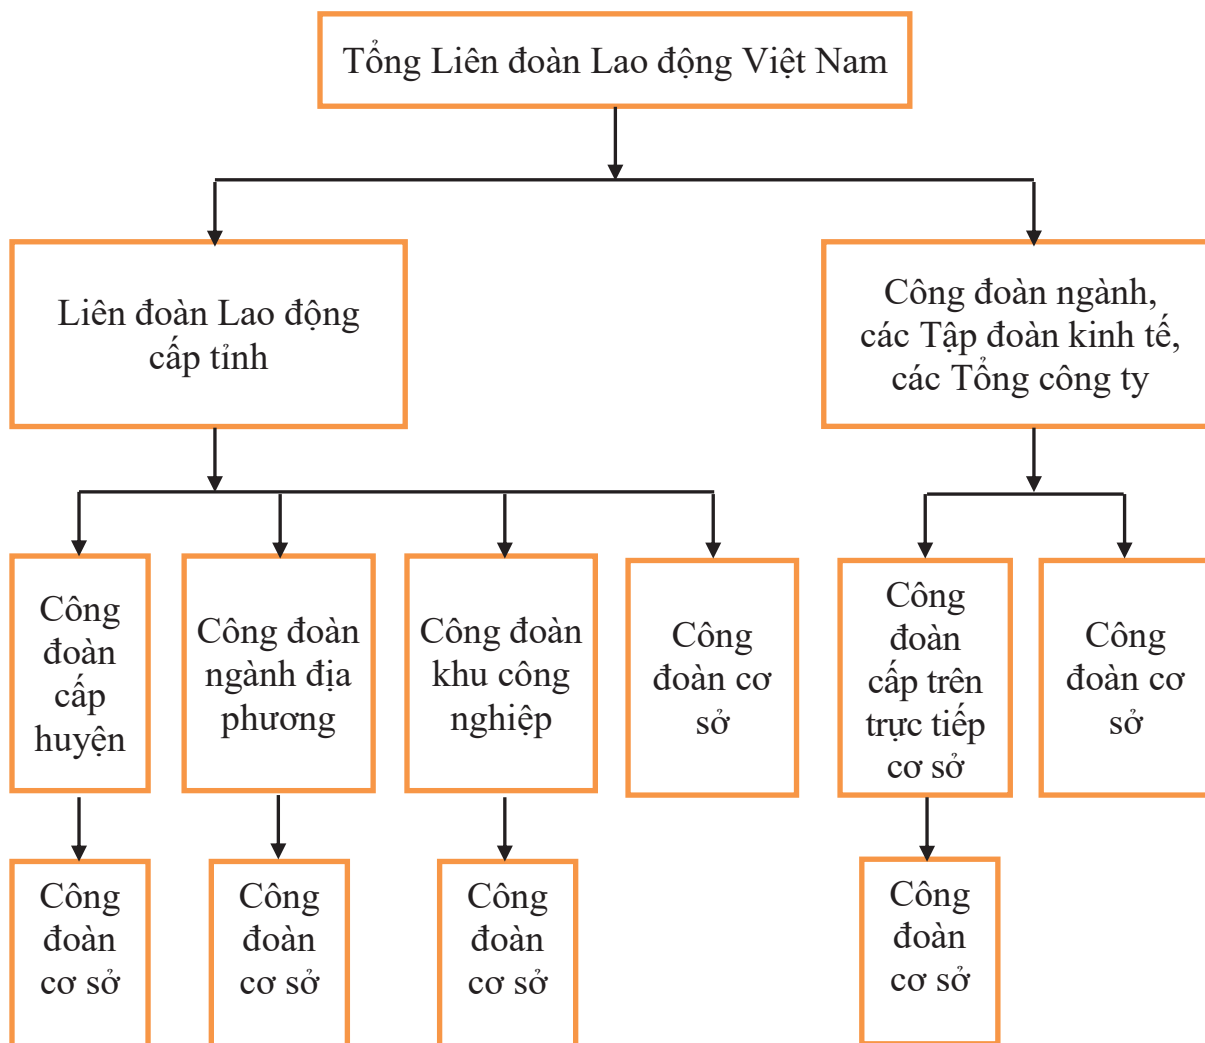 Tổng Liên đoàn Lao động Việt Nam
Liên đoàn Lao động
cấp tỉnh
Công đoàn ngành,
các Tập đoàn kinh tế,
các Tổng công ty
Công
đoàn
cấp
huyện
Công đoàn
ngành địa
phương
Công đoàn
khu công
nghiệp
Công
đoàn cơ
sở
Công
đoàn
cấp trên
trực tiếp
cơ sở
Công
đoàn cơ
sở
Công
đoàn
cơ sở
Công
đoàn
cơ sở
Công
đoàn
cơ sở
Công
đoàn
cơ sở